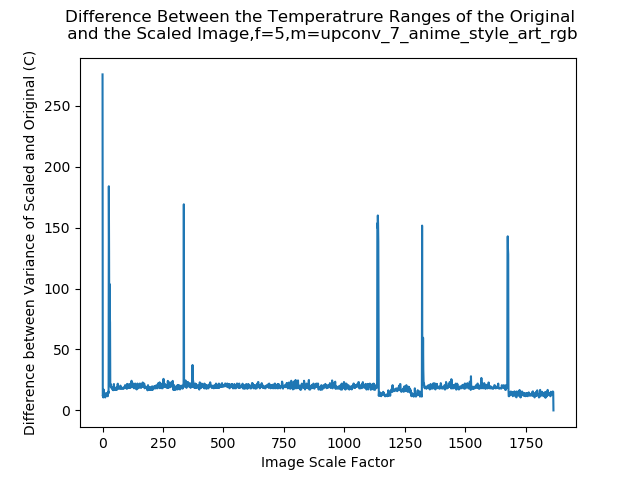 Difference Between the Temperatrure Ranges of the Original
and the Scaled Image,f=5,m=upconv_7_anime_style_art_rgb
Difference between Variance of Scaled and Original (C)
250
200
150
100
50
0
0 250 500 750 1000 1250 1500 1750
Image Scale Factor